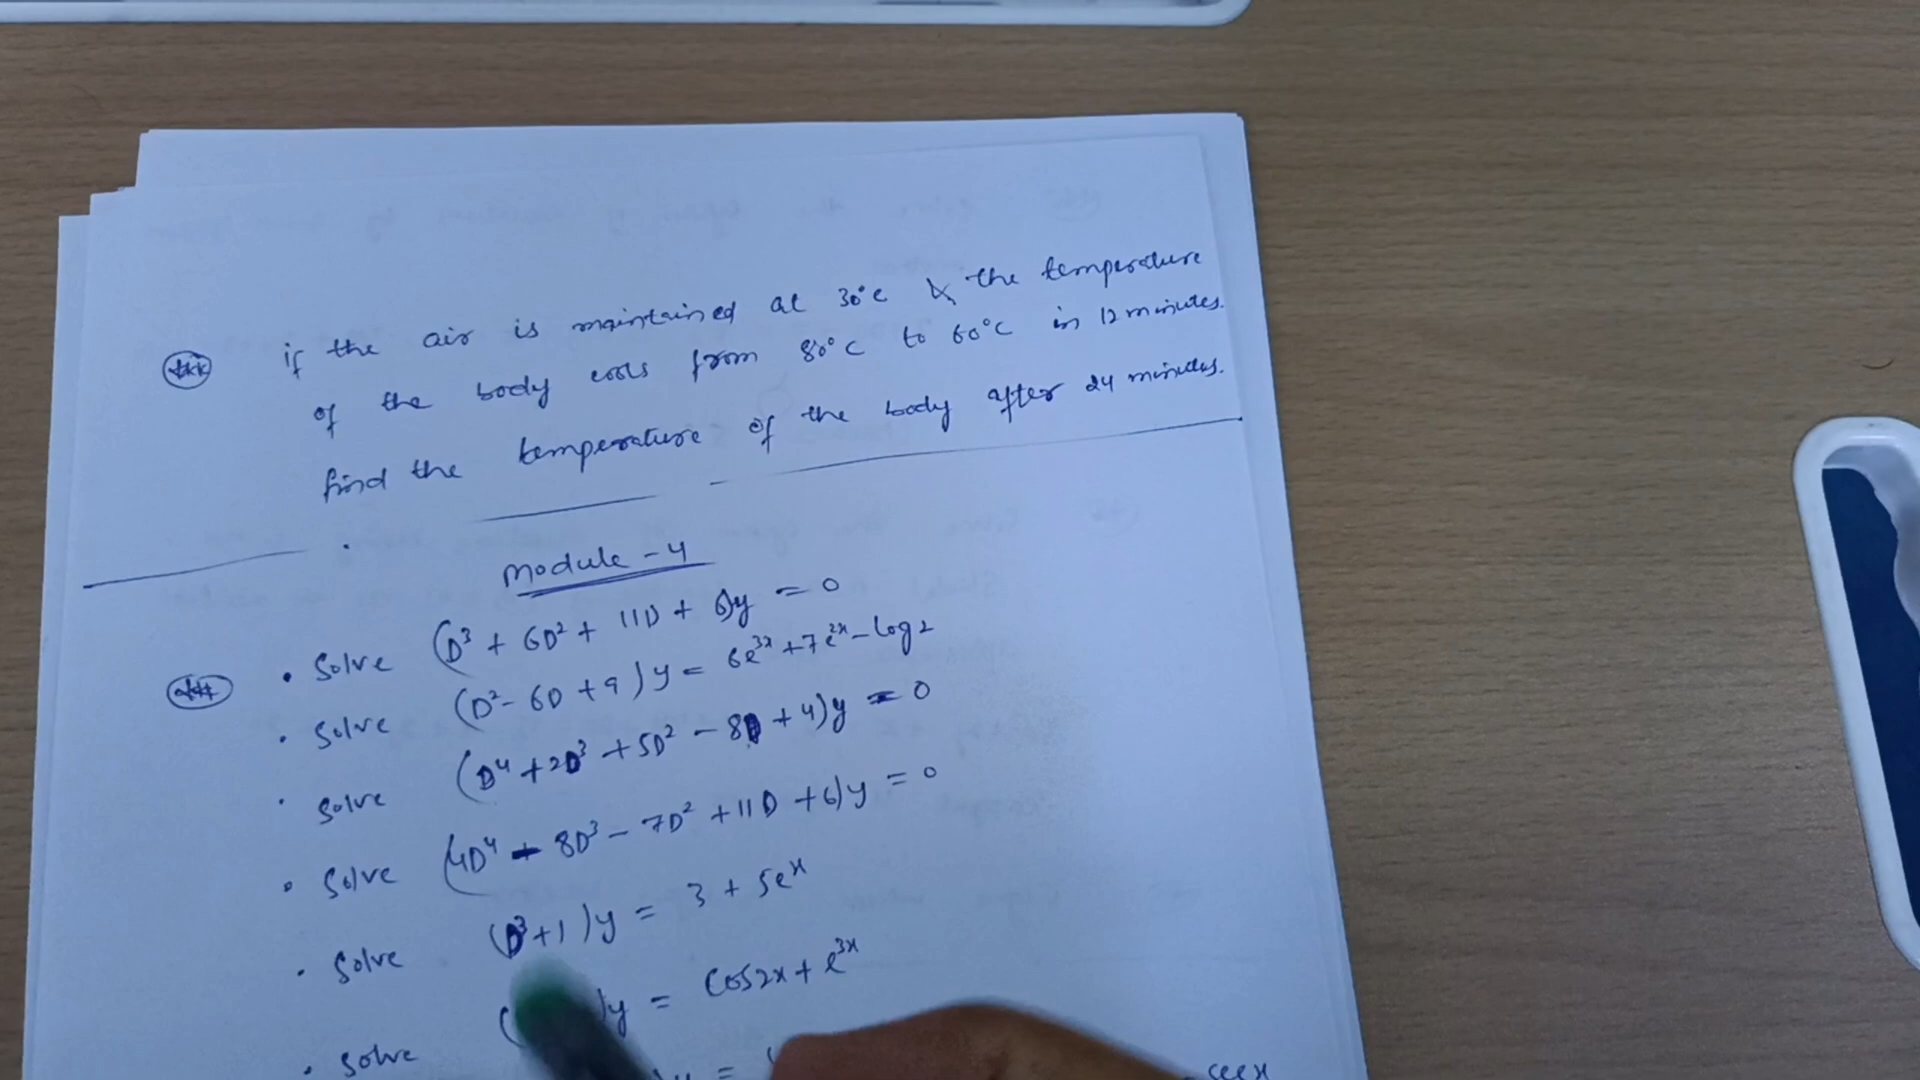 *** if the air is maintained at 30°C & the temperature
of the body cools from 80°C to 60°C in 12 minutes.
find the temperature of the body after 24 minutes.
Module - 4
• Solve (D³ + 6D² + 11D + 6)y = 0
• Solve (D² - 6D + 9)y = 6e³ˣ + 7e²ˣ - log2
• Solve (D⁴ + 2D³ + 5D² - 8D + 4)y = 0
• Solve (4D⁴ - 8D³ - 7D² + 11D + 6)y = 0
• Solve (D³ + 1)y = 3 + 5eˣ
• Solve ( )y = Cos2x + e³ˣ
y =